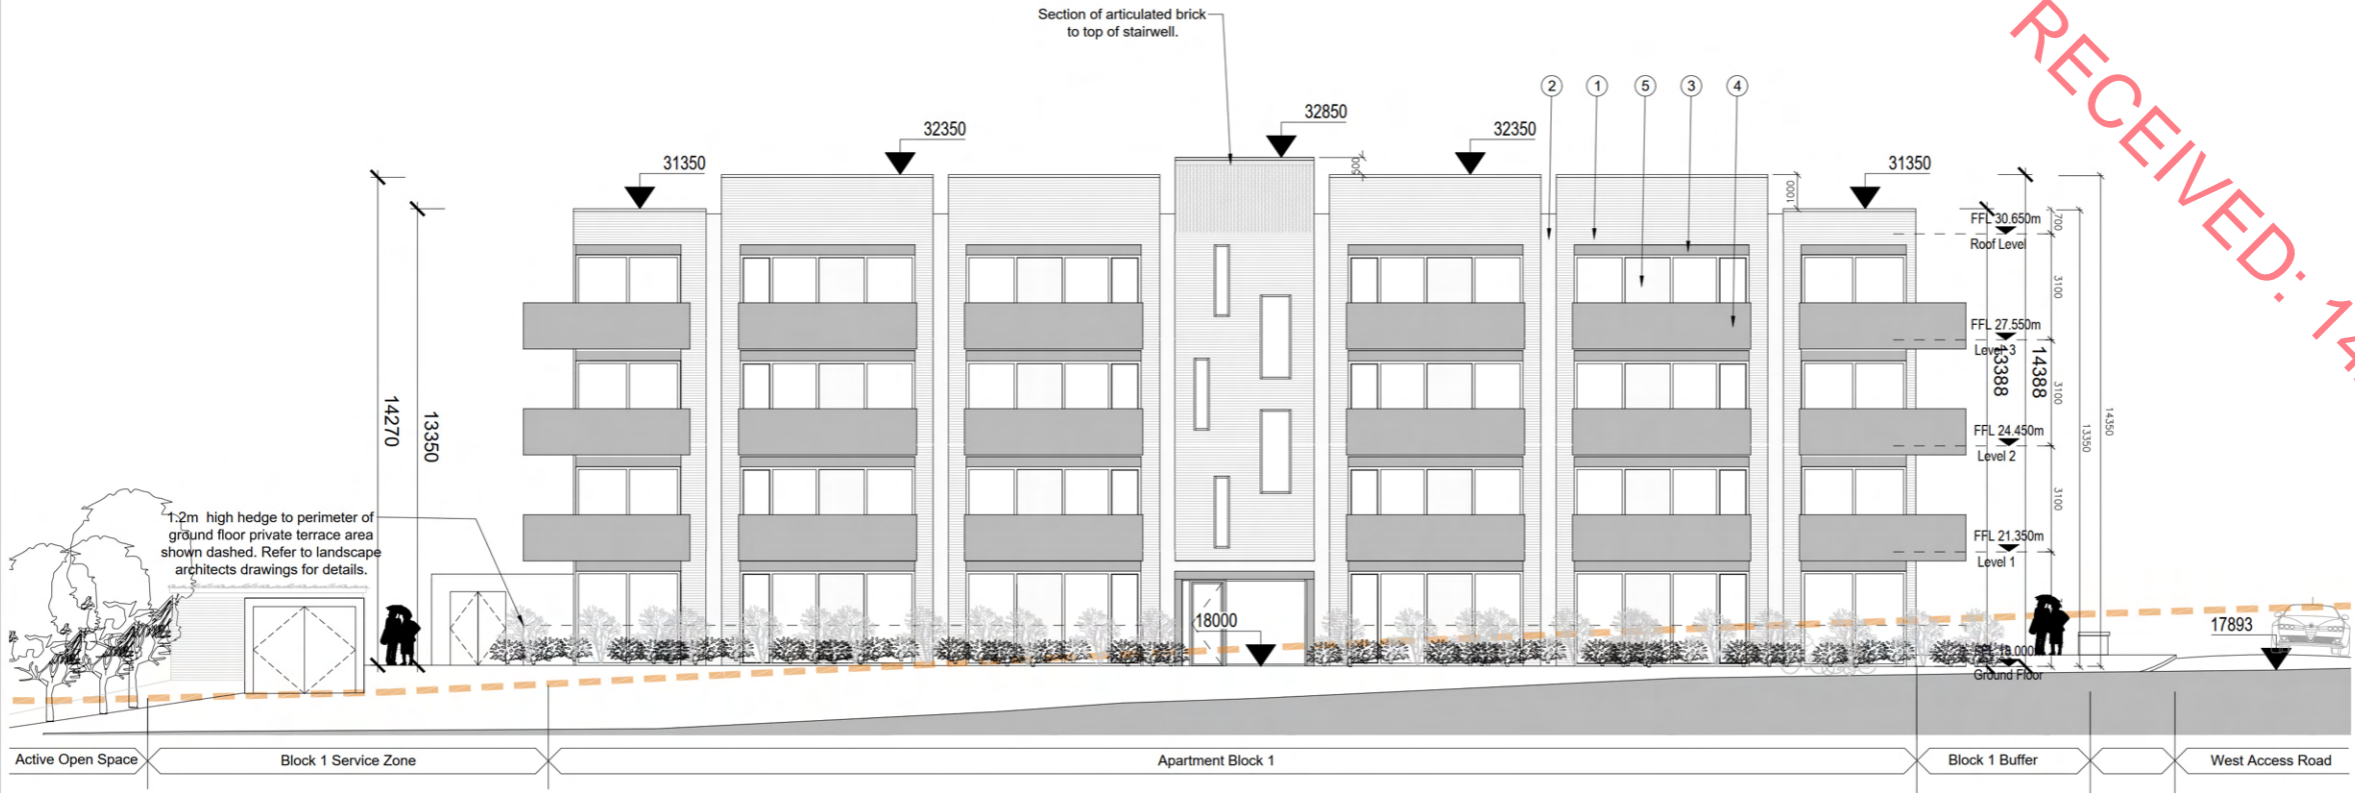 Section of articulated brick
to top of stairwell.
RECEIVED: 14
2
1
5
3
4
32850
32350
32350
31350
31350
500
1000
FFL 30.650m
Roof Level
700
3100
FFL 27.550m
Level 3
13388
14388
3100
FFL 24.450m
Level 2
3100
FFL 21.350m
Level 1
14350
13350
14270
13350
1.2m high hedge to perimeter of
ground floor private terrace area
shown dashed. Refer to landscape
architects drawings for details.
18000
17893
18.000
Ground Floor
Active Open Space
Block 1 Service Zone
Apartment Block 1
Block 1 Buffer
West Access Road